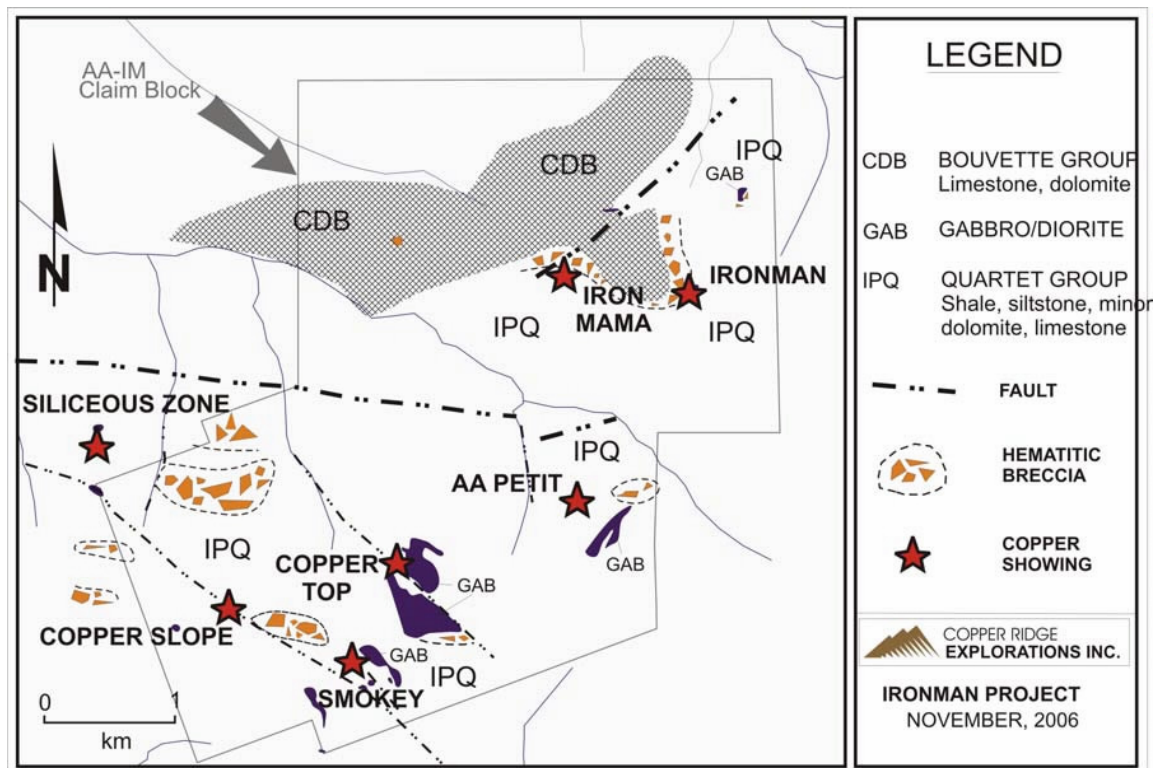 AA-IM
Claim Block
CDB
CDB
IPQ
GAB
IRONMAN
IRON
MAMA
IPQ
IPQ
SILICEOUS ZONE
IPQ
AA PETIT
IPQ
COPPER
TOP
GAB
GAB
COPPER SLOPE
GAB
IPQ
SMOKEY
N
0
1
km
LEGEND
CDB BOUVETTE GROUP
Limestone, dolomite
GAB GABBRO/DIORITE
IPQ QUARTET GROUP
Shale, siltstone, minor
dolomite, limestone
FAULT
HEMATITIC
BRECCIA
COPPER
SHOWING
COPPER RIDGE
EXPLORATIONS INC.
IRONMAN PROJECT
NOVEMBER, 2006